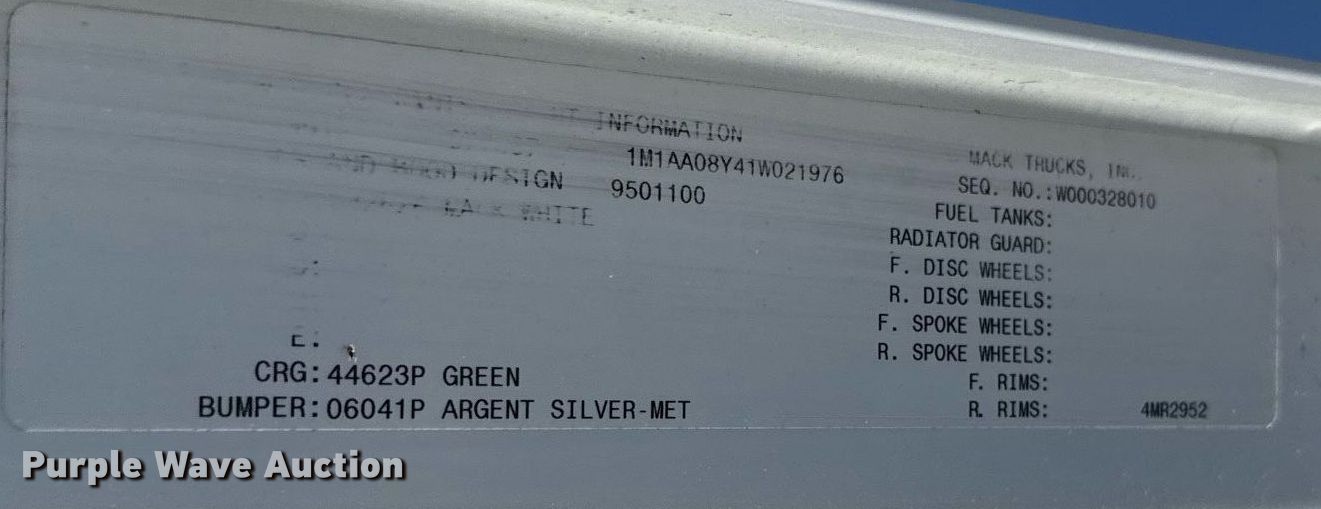 INFORMATION
1M1AA08Y41W021976
DESIGN 9501100
WHITE
CRG: 44623P GREEN
BUMPER: 06041P ARGENT SILVER-MET
MACK TRUCKS, INC.
SEQ. NO.: W000328010
FUEL TANKS:
RADIATOR GUARD:
F. DISC WHEELS:
R. DISC WHEELS:
F. SPOKE WHEELS:
R. SPOKE WHEELS:
F. RIMS:
R. RIMS:
4MR2952
Purple Wave Auction